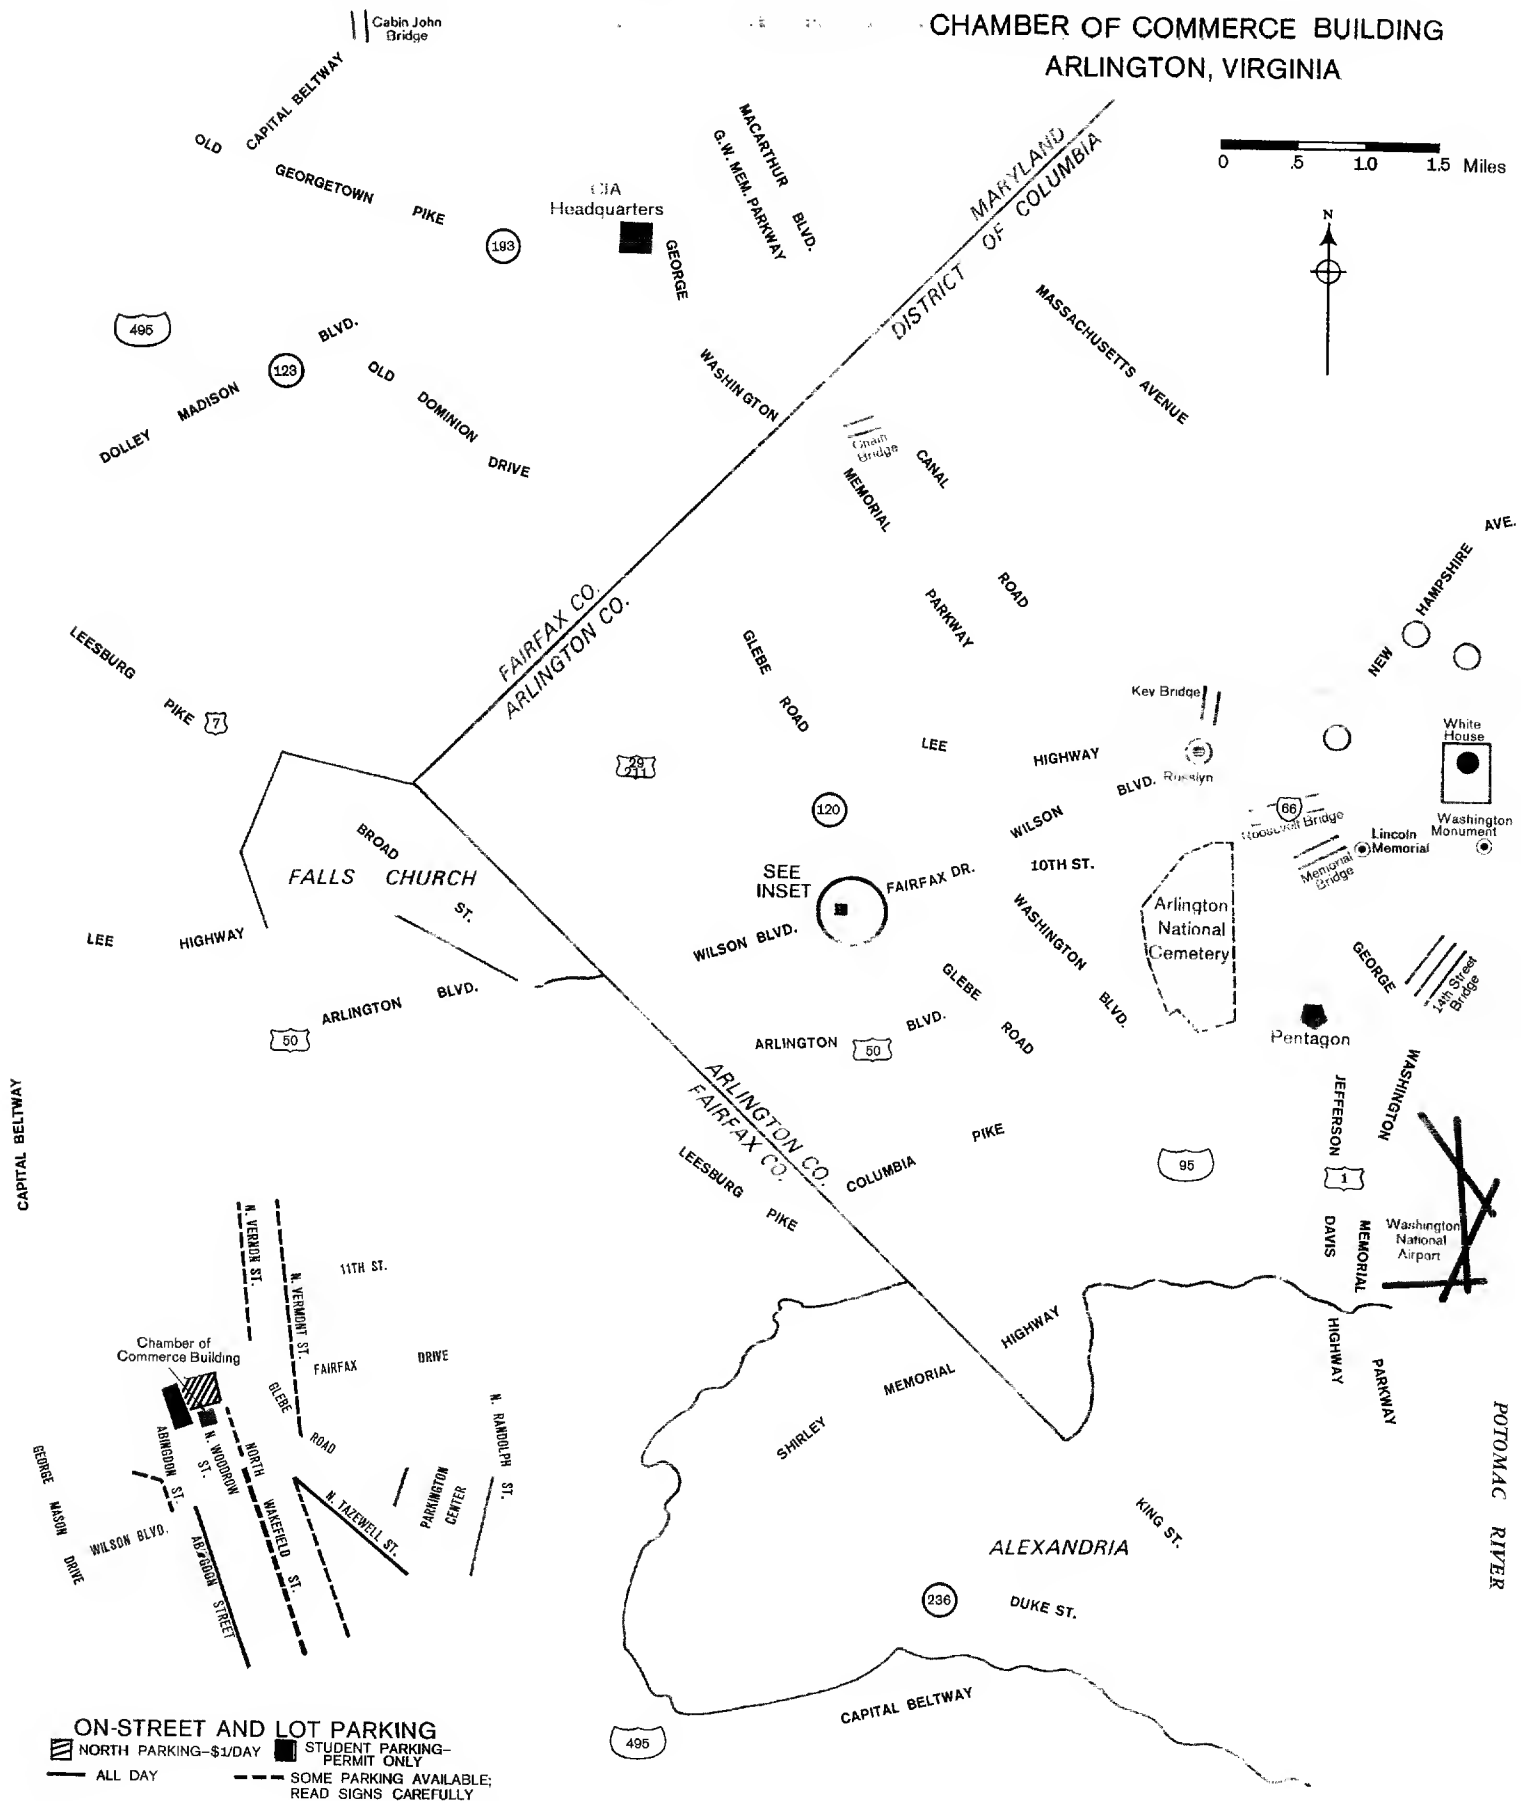 CHAMBER OF COMMERCE BUILDING
ARLINGTON, VIRGINIA
0 .5 1.0 1.5 Miles
N
Cabin John
Bridge
CAPITAL BELTWAY
OLD
GEORGETOWN PIKE
193
CIA
Headquarters
MACARTHUR BLVD.
G.W. MEM. PARKWAY
GEORGE
WASHINGTON
MEMORIAL
PARKWAY
MARYLAND
DISTRICT OF COLUMBIA
MASSACHUSETTS AVENUE
495
DOLLEY MADISON BLVD.
123
OLD DOMINION DRIVE
Chain
Bridge
CANAL
ROAD
FAIRFAX CO.
ARLINGTON CO.
NEW HAMPSHIRE AVE.
LEESBURG
PIKE
7
GLEBE
ROAD
29
211
120
LEE HIGHWAY
Key Bridge
Rosslyn
WILSON BLVD.
White
House
66
Roosevelt Bridge
Washington
Monument
Lincoln
Memorial
Memorial
Bridge
BROAD
ST.
FALLS CHURCH
SEE
INSET
FAIRFAX DR.
10TH ST.
WILSON BLVD.
WASHINGTON
BLVD.
Arlington
National
Cemetery
LEE HIGHWAY
ARLINGTON BLVD.
50
GLEBE
ROAD
ARLINGTON BLVD.
50
GEORGE
WASHINGTON
MEMORIAL
PARKWAY
14th Street
Bridge
Pentagon
JEFFERSON
DAVIS
HIGHWAY
1
CAPITAL BELTWAY
ARLINGTON CO.
FAIRFAX CO.
LEESBURG
PIKE
COLUMBIA PIKE
95
Washington
National
Airport
SHIRLEY MEMORIAL HIGHWAY
POTOMAC RIVER
KING ST.
ALEXANDRIA
236
DUKE ST.
CAPITAL BELTWAY
495
N. VERNON ST.
N. VERMONT ST.
11TH ST.
Chamber of
Commerce Building
FAIRFAX DRIVE
GLEBE
ROAD
N. RANDOLPH ST.
ABINGDON ST.
N. WOODROW
ST.
NORTH WAKEFIELD ST.
PARKINGTON
CENTER
N. TAZEWELL ST.
GEORGE MASON DRIVE
WILSON BLVD.
ABINGDON STREET
ON-STREET AND LOT PARKING
NORTH PARKING–$1/DAY
STUDENT PARKING–
PERMIT ONLY
ALL DAY
SOME PARKING AVAILABLE;
READ SIGNS CAREFULLY